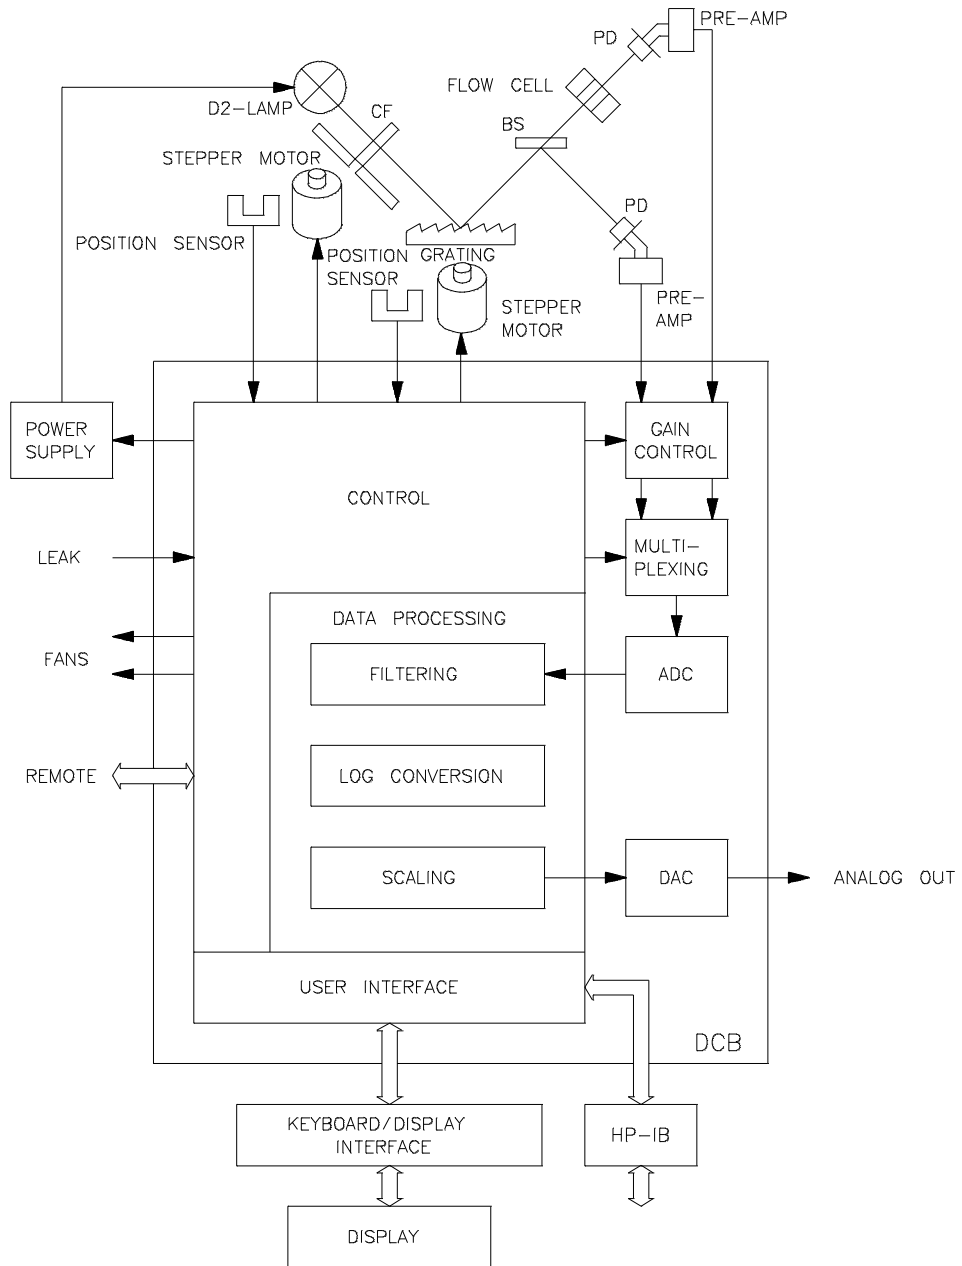 PRE-AMP
PD
FLOW CELL
D2-LAMP
CF
BS
STEPPER MOTOR
PD
POSITION SENSOR
POSITION
SENSOR
GRATING
STEPPER
MOTOR
PRE-
AMP
POWER
SUPPLY
GAIN
CONTROL
CONTROL
LEAK
MULTI-
PLEXING
DATA PROCESSING
FANS
FILTERING
ADC
REMOTE
LOG CONVERSION
SCALING
DAC
ANALOG OUT
USER INTERFACE
DCB
KEYBOARD/DISPLAY
INTERFACE
HP-IB
DISPLAY